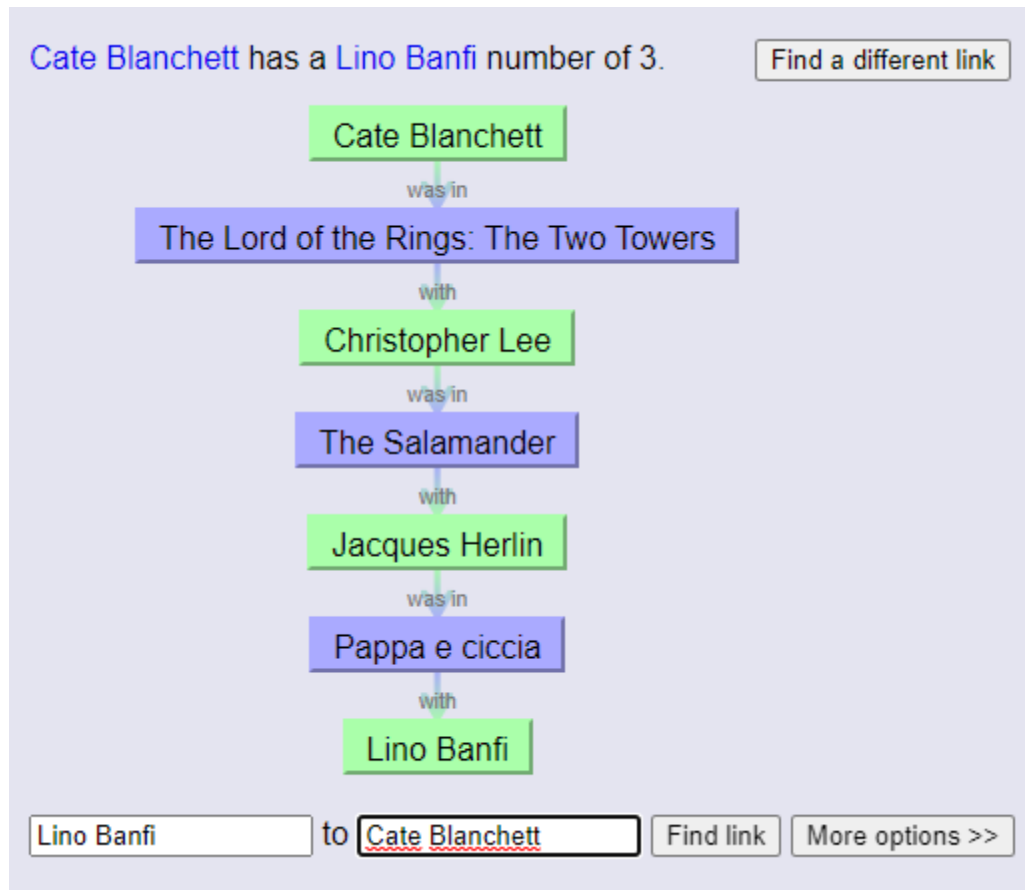 Cate Blanchett has a Lino Banfi number of 3.
Find a different link
Cate Blanchett
was in
The Lord of the Rings: The Two Towers
with
Christopher Lee
was in
The Salamander
with
Jacques Herlin
was in
Pappa e ciccia
with
Lino Banfi
Lino Banfi to Cate Blanchett Find link More options >>